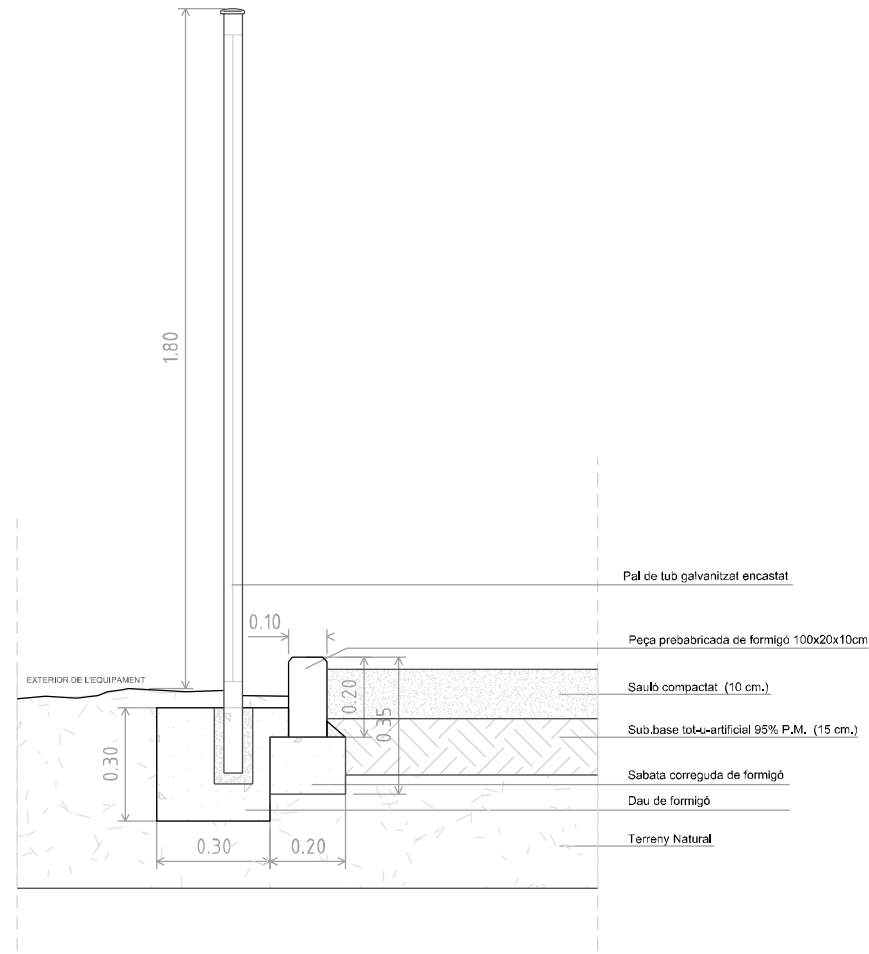 1.80
Pal de tub galvanitzat encastat
0.10
Peça prebabricada de formigó 100x20x10cm
EXTERIOR DE L'EQUIPAMENT
Sauló compactat (10 cm.)
0.20
0.35
Sub.base tot-u-artificial 95% P.M. (15 cm.)
0.30
Sabata correguda de formigó
Dau de formigó
0.30
0.20
Terreny Natural